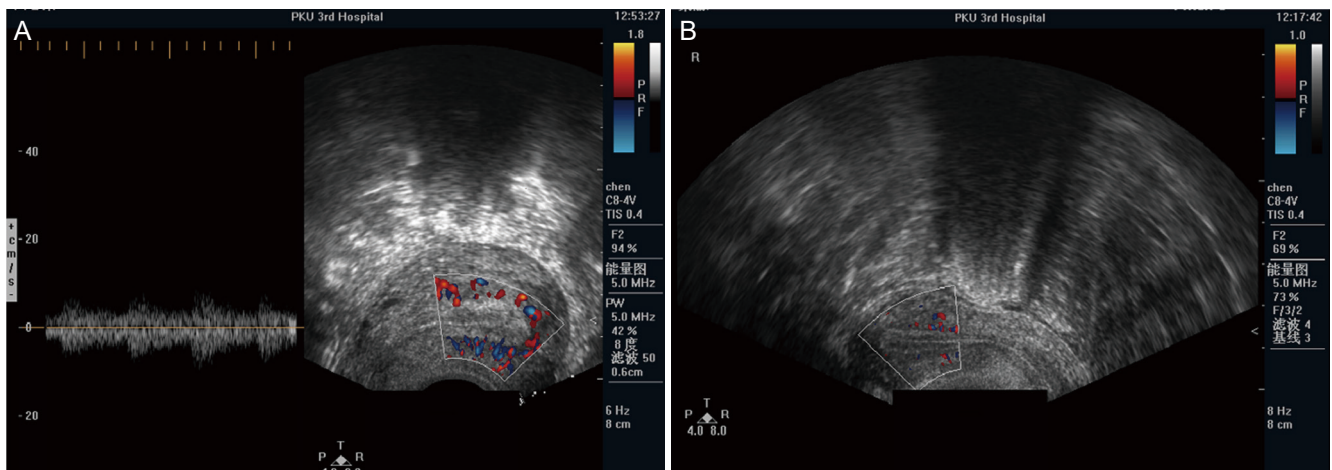 A
PKU 3rd Hospital
12:53:27
1.8
P
R
F
chen
C8-4V
TIS 0.4
F2
94 %
能量图
5.0 MHz
PW
5.0 MHz
42 %
8 度
滤波 50
0.6cm
6 Hz
8 cm
- 40
- 20
- 0
- 20
+
c
m
/
s
-
T
P R
B
PKU 3rd Hospital
12:17:42
R
1.0
P
R
F
chen
C8-4V
TIS 0.4
F2
69 %
能量图
5.0 MHz
73 %
F/3/2
滤波 4
基线 3
<
8 Hz
8 cm
T
P R
4.0 8.0